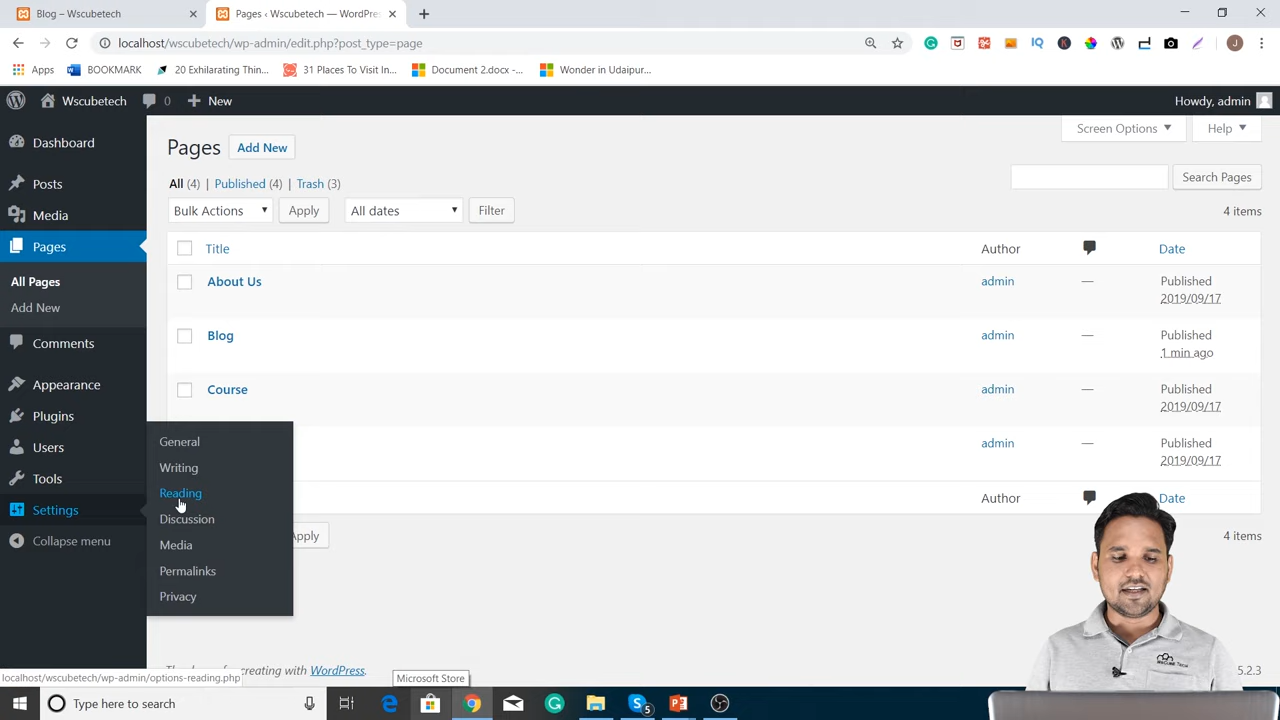 Blog – Wscubetech
Pages ‹ Wscubetech — WordPre
localhost/wscubetech/wp-admin/edit.php?post_type=page
Apps BOOKMARK 20 Exhilarating Thin... 31 Places To Visit In... Document 2.docx -... Wonder in Udaipur...
Wscubetech 0 New Howdy, admin
Screen Options Help
Dashboard
Posts
Media
Pages
All Pages
Add New
Comments
Appearance
Plugins
Users
Tools
Settings
Collapse menu
General
Writing
Reading
Discussion
Media
Permalinks
Privacy
Pages Add New
All (4) | Published (4) | Trash (3)
Search Pages
Bulk Actions Apply All dates Filter 4 items
Title Author Date
About Us admin — Published
2019/09/17
Blog admin — Published
1 min ago
Course admin — Published
2019/09/17
admin — Published
2019/09/17
Author Date
Apply 4 items
creating with WordPress.
5.2.3
localhost/wscubetech/wp-admin/options-reading.php
Microsoft Store
WsCube Tech
Type here to search
5